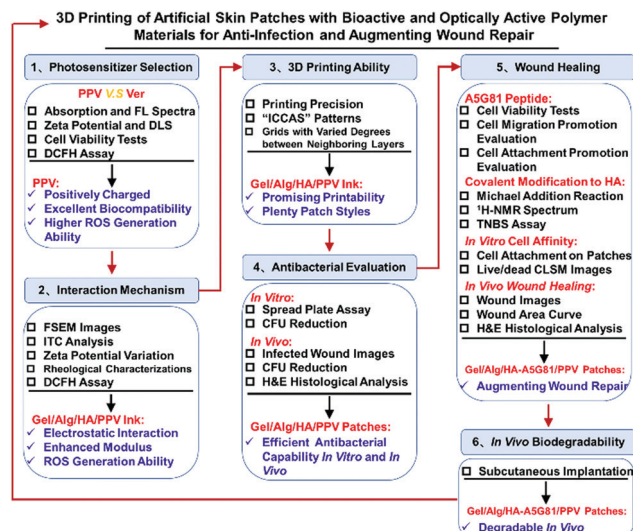 3D Printing of Artificial Skin Patches with Bioactive and Optically Active Polymer
Materials for Anti-Infection and Augmenting Wound Repair
1、Photosensitizer Selection
PPV V.S Ver
Absorption and FL Spectra
Zeta Potential and DLS
Cell Viability Tests
DCFH Assay
PPV:
Positively Charged
Excellent Biocompatibility
Higher ROS Generation
Ability
2、Interaction Mechanism
FSEM Images
ITC Analysis
Zeta Potential Variation
Rheological Characterizations
DCFH Assay
Gel/Alg/HA/PPV Ink:
Electrostatic Interaction
Enhanced Modulus
ROS Generation Ability
3、3D Printing Ability
Printing Precision
“ICCAS” Patterns
Grids with Varied Degrees
between Neighboring Layers
Gel/Alg/HA/PPV Ink:
Promising Printability
Plenty Patch Styles
4、Antibacterial Evaluation
In Vitro:
Spread Plate Assay
CFU Reduction
In Vivo:
Infected Wound Images
CFU Reduction
H&E Histological Analysis
Gel/Alg/HA/PPV Patches:
Efficient Antibacterial
Capability In Vitro and In
Vivo
5、Wound Healing
A5G81 Peptide:
Cell Viability Tests
Cell Migration Promotion
Evaluation
Cell Attachment Promotion
Evaluation
Covalent Modification to HA:
Michael Addition Reaction
¹H-NMR Spectrum
TNBS Assay
In Vitro Cell Affinity:
Cell Attachment on Patches
Live/dead CLSM Images
In Vivo Wound Healing:
Wound Images
Wound Area Curve
H&E Histological Analysis
Gel/Alg/HA-A5G81/PPV Patches:
Augmenting Wound Repair
6、In Vivo Biodegradability
Subcutaneous Implantation
Gel/Alg/HA-A5G81/PPV Patches:
Degradable In Vivo